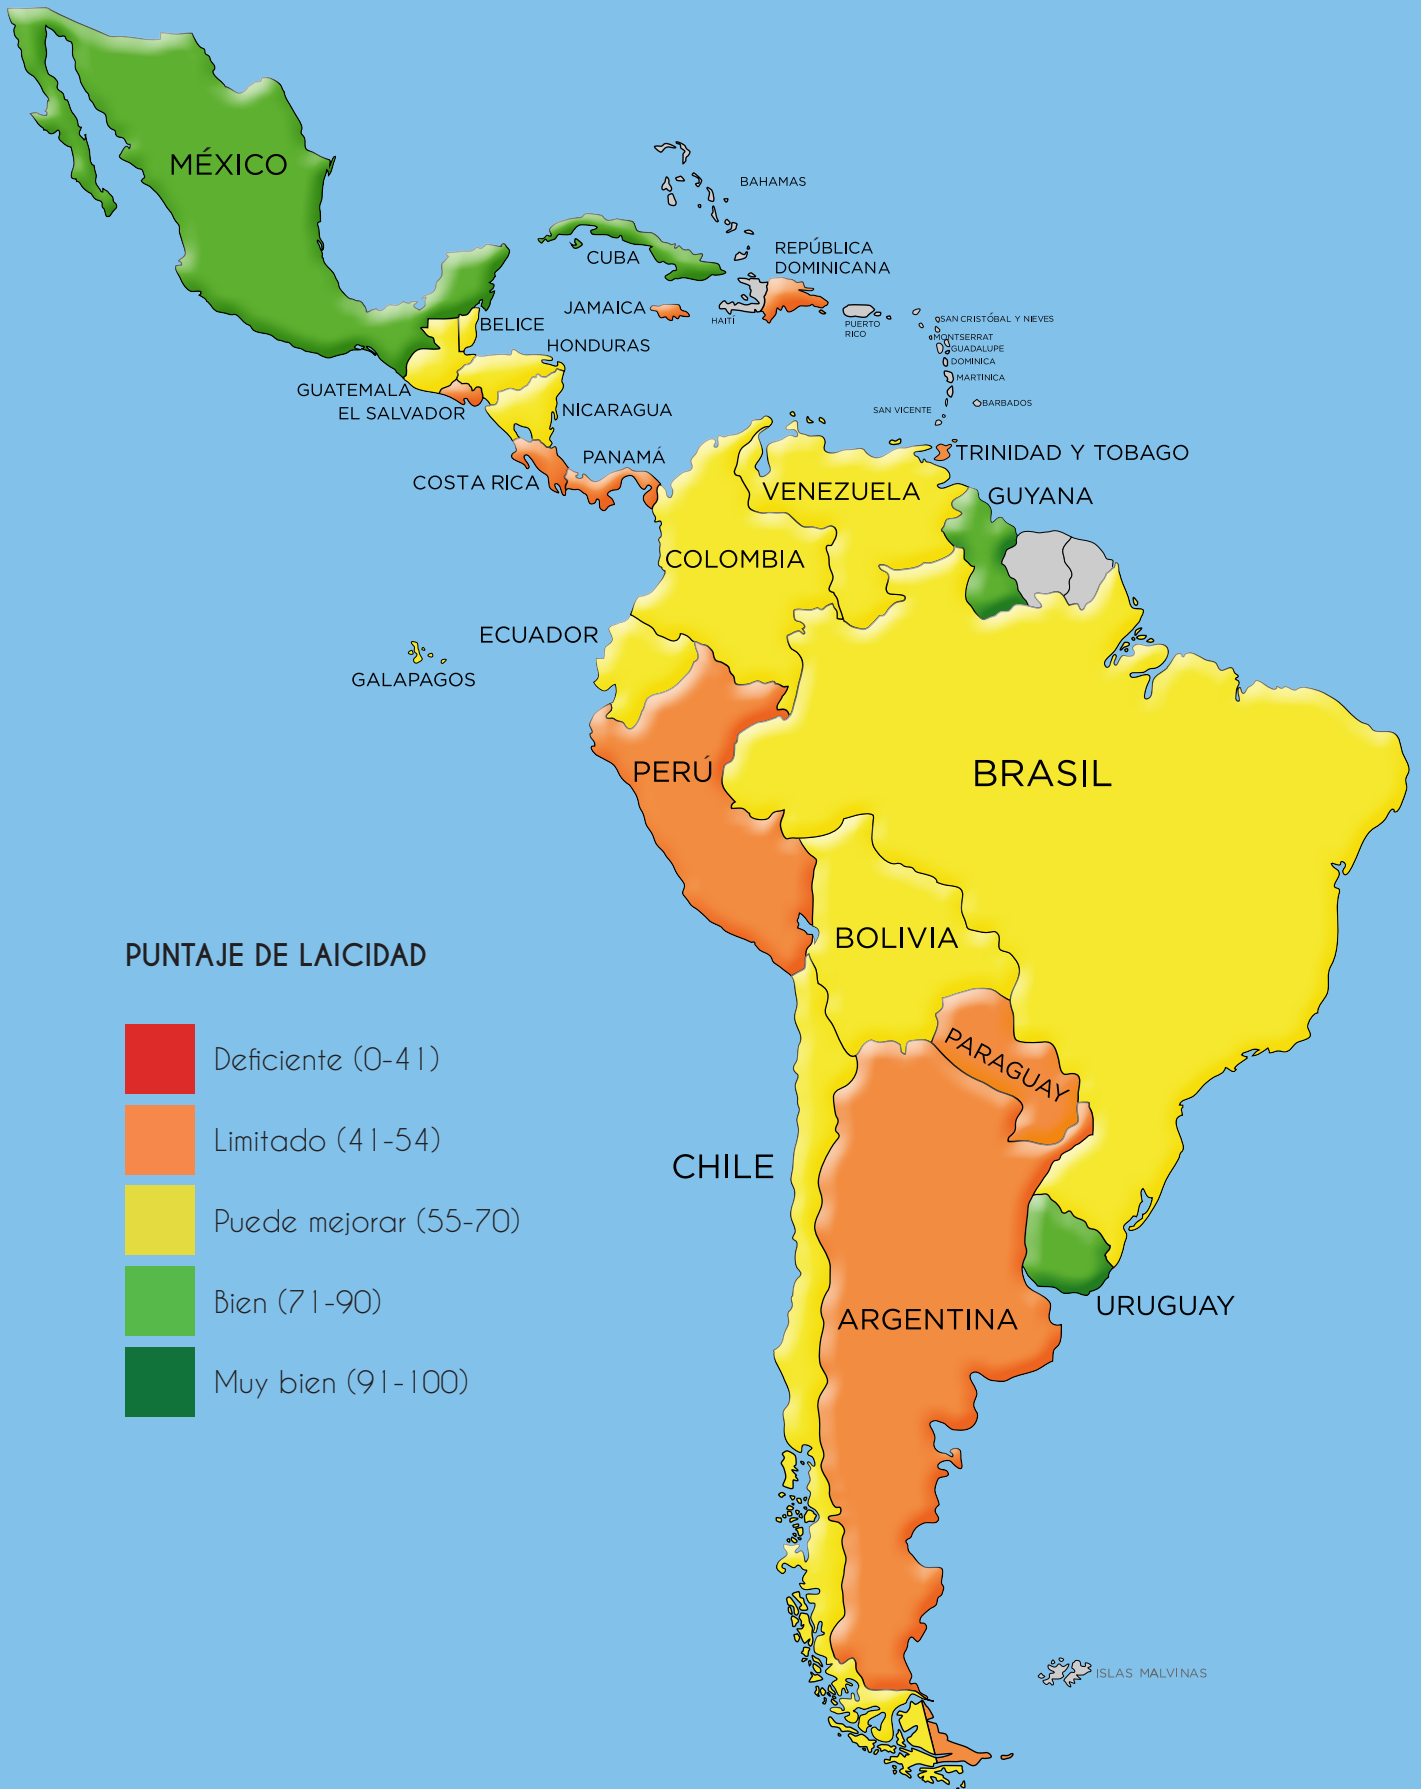 MÉXICO
BAHAMAS
CUBA
REPÚBLICA
DOMINICANA
JAMAICA
HAITÍ
PUERTO
RICO
SAN CRISTÓBAL Y NIEVES
MONTSERRAT
GUADALUPE
DOMINICA
MARTINICA
BARBADOS
SAN VICENTE
BELICE
HONDURAS
GUATEMALA
EL SALVADOR
NICARAGUA
PANAMÁ
COSTA RICA
TRINIDAD Y TOBAGO
VENEZUELA
GUYANA
COLOMBIA
ECUADOR
GALAPAGOS
PERÚ
BRASIL
BOLIVIA
PARAGUAY
CHILE
ARGENTINA
URUGUAY
ISLAS MALVINAS
PUNTAJE DE LAICIDAD
Deficiente (0-41)
Limitado (41-54)
Puede mejorar (55-70)
Bien (71-90)
Muy bien (91-100)